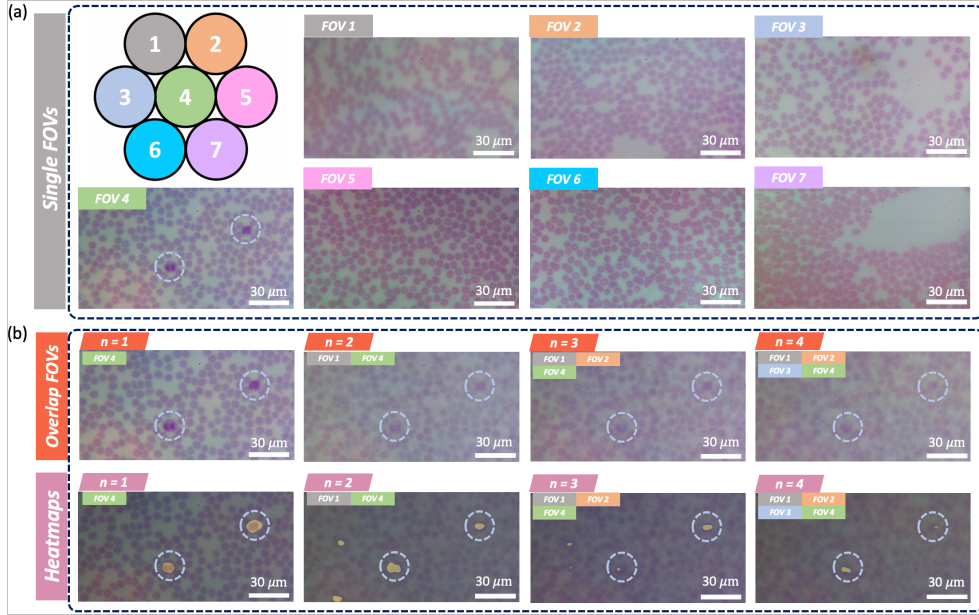 (a)
Single FOVs
1
2
3
4
5
6
7
FOV 1
30 μm
FOV 2
30 μm
FOV 3
30 μm
FOV 4
30 μm
FOV 5
30 μm
FOV 6
30 μm
FOV 7
30 μm
(b)
Overlap FOVs
n = 1
FOV 4
30 μm
n = 2
FOV 1 FOV 4
30 μm
n = 3
FOV 1 FOV 2
FOV 4
30 μm
n = 4
FOV 1 FOV 2
FOV 3 FOV 4
30 μm
Heatmaps
n = 1
FOV 4
30 μm
n = 2
FOV 1 FOV 4
30 μm
n = 3
FOV 1 FOV 2
FOV 4
30 μm
n = 4
FOV 1 FOV 2
FOV 3 FOV 4
30 μm